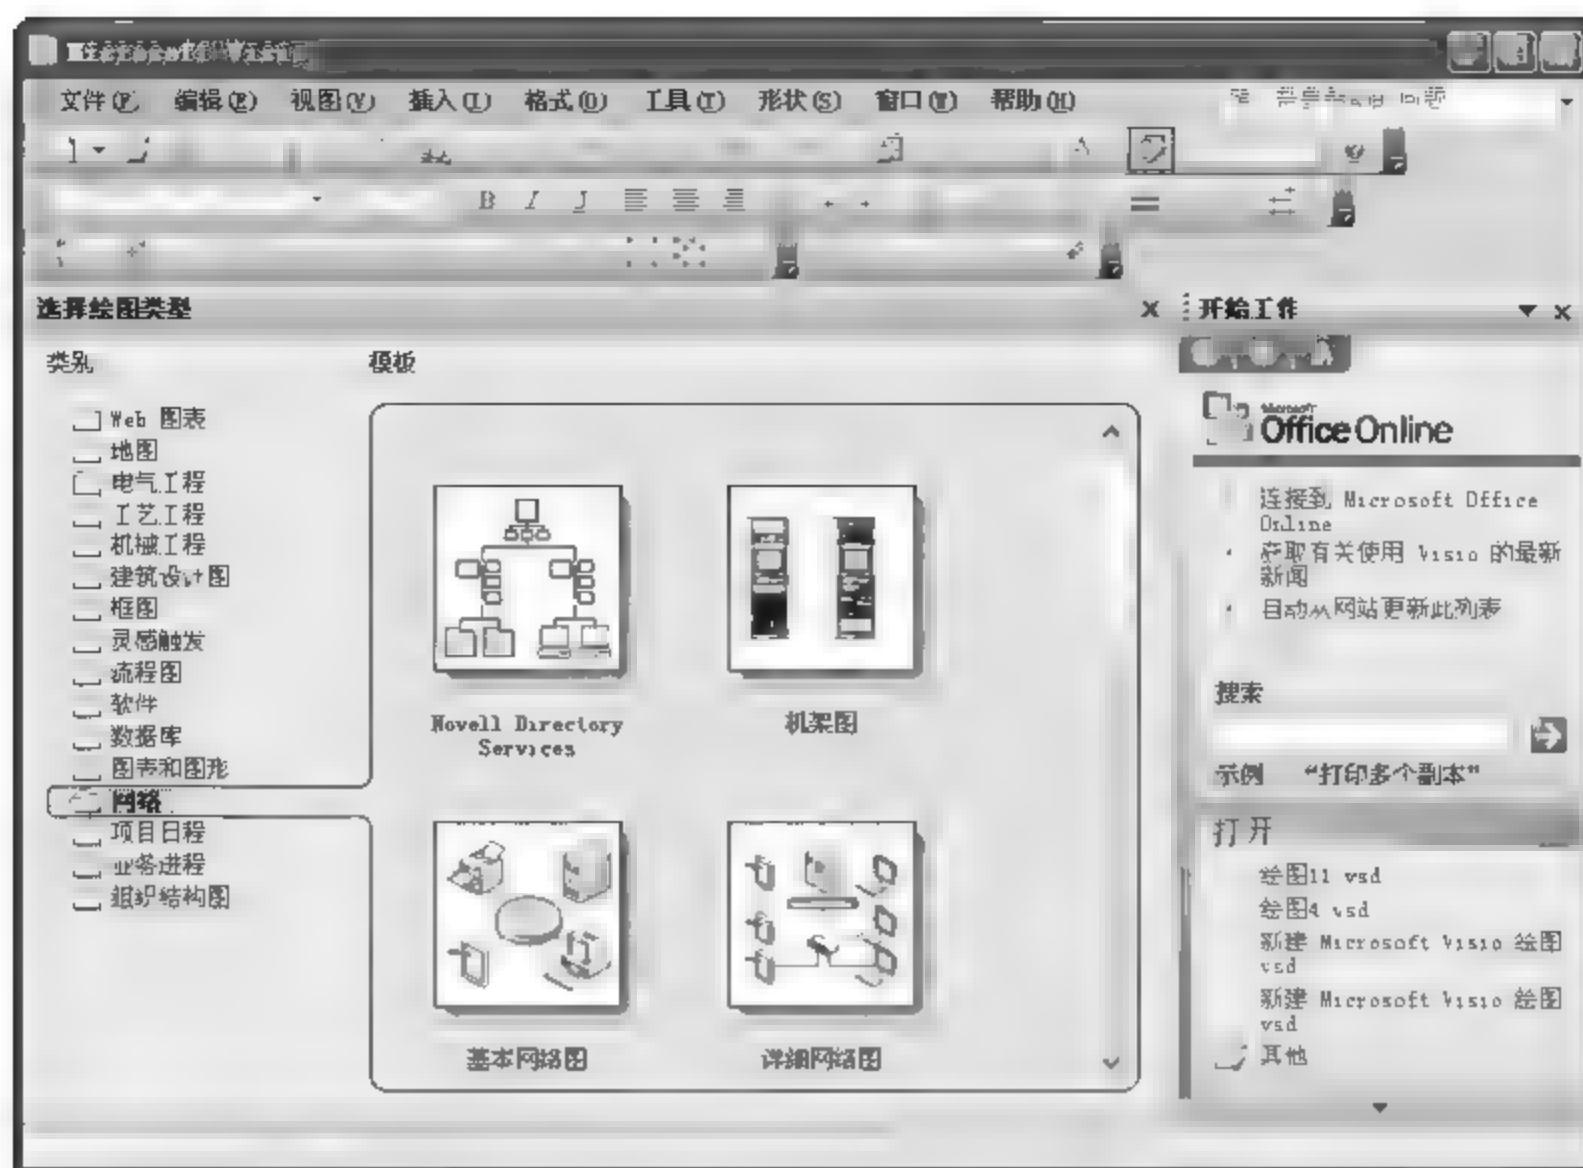 Microsoft Visio
文件(F) 编辑(E) 视图(V) 插入(I) 格式(O) 工具(T) 形状(S) 窗口(W) 帮助(H)
B I
选择绘图类型
类别
模板
Web 图表
地图
电气工程
工艺工程
机械工程
建筑设计图
框图
灵感触发
流程图
软件
数据库
图表和图形
网络
项目日程
业务进程
组织结构图
Novell Directory
Services
机架图
基本网络图
详细网络图
开始工作
Microsoft
Office Online
连接到 Microsoft Office
Online
获取有关使用 Visio 的最新
新闻
自动从网站更新此列表
搜索
示例 “打印多个副本”
打开
绘图11 vsd
绘图4 vsd
新建 Microsoft Visio 绘图
vsd
新建 Microsoft Visio 绘图
vsd
其他